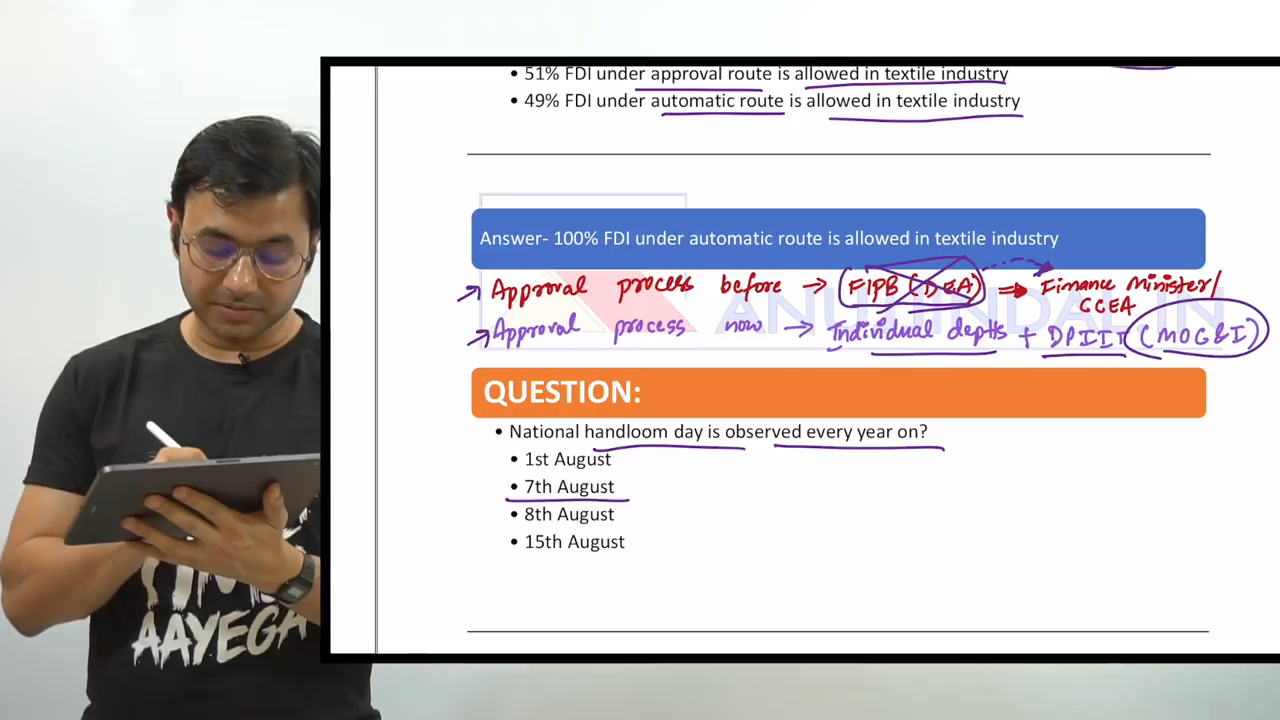 • 51% FDI under approval route is allowed in textile industry
• 49% FDI under automatic route is allowed in textile industry
Answer- 100% FDI under automatic route is allowed in textile industry
Approval process before → FIPB (DEA) ⇒ Finance Minister/
CCEA
Approval process now → Individual deptts + DPIIT (MOC&I)
QUESTION:
• National handloom day is observed every year on?
• 1st August
• 7th August
• 8th August
• 15th August
AAYEGA